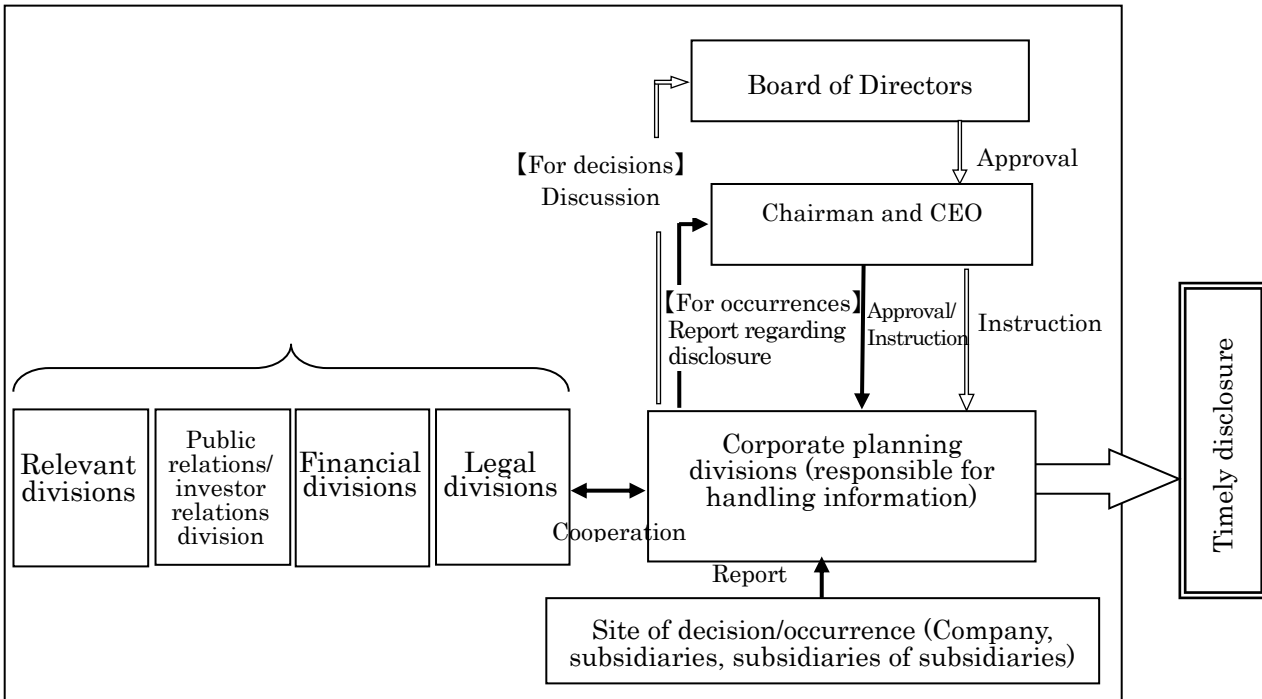 Board of Directors
Approval
【For decisions】
Discussion
Chairman and CEO
【For occurrences】
Report regarding
disclosure
Approval/
Instruction
Instruction
Relevant
divisions
Public
relations/
investor
relations
division
Financial
divisions
Legal
divisions
Cooperation
Corporate planning
divisions (responsible for
handling information)
Timely disclosure
Report
Site of decision/occurrence (Company,
subsidiaries, subsidiaries of subsidiaries)